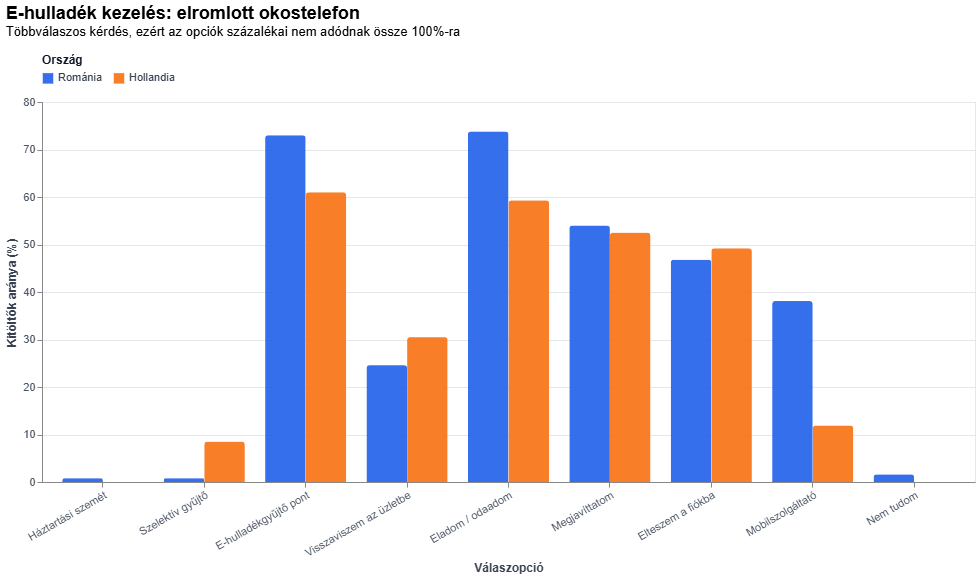 E-hulladék kezelés: elromlott okostelefon
Többválaszos kérdés, ezért az opciók százalékai nem adódnak össze 100%-ra
Ország
Románia
Hollandia
80
70
60
50
40
30
20
10
0
Kitöltők aránya (%)
Háztartási szemét
Szelektív gyűjtő
E-hulladékgyűjtő pont
Visszaviszem az üzletbe
Eladom / odaadom
Megjavíttatom
Elteszem a fiókba
Mobilszolgáltató
Nem tudom
Válaszopció